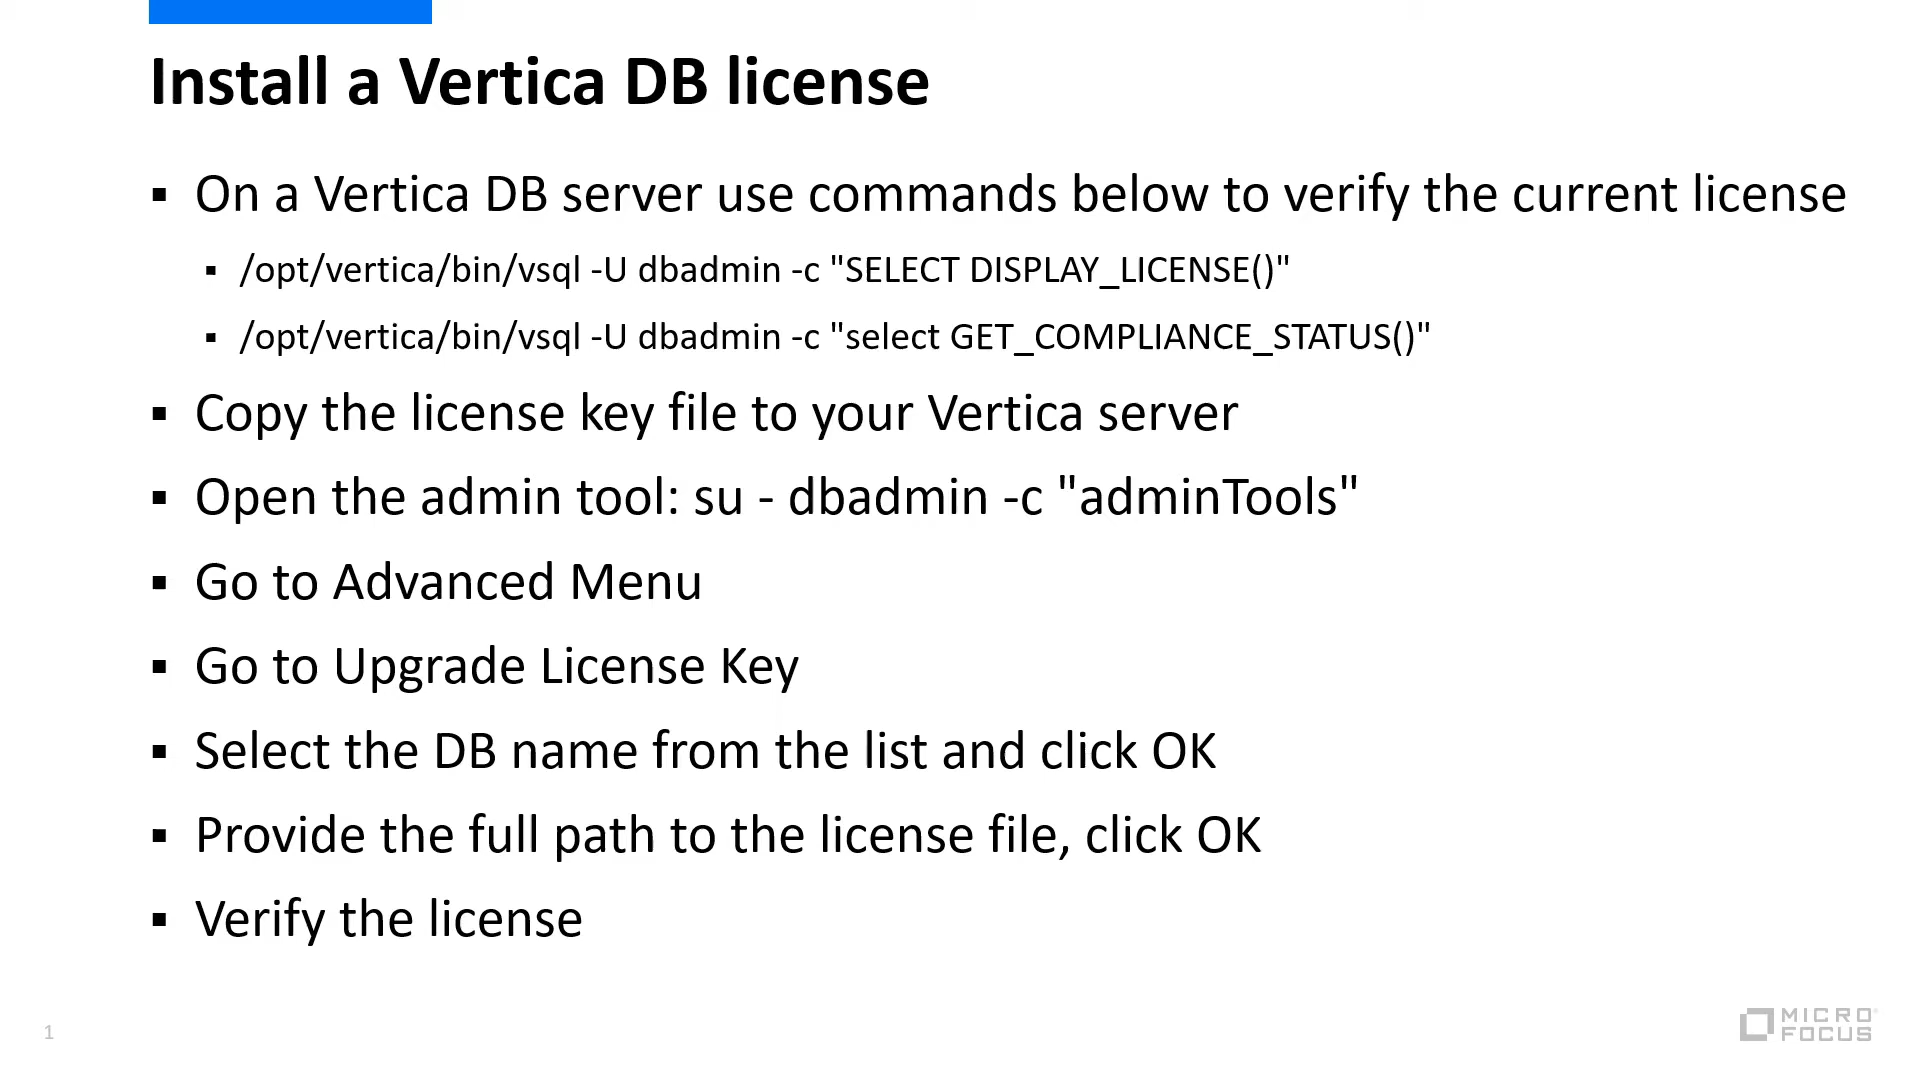 Install a Vertica DB license
▪ On a Vertica DB server use commands below to verify the current license
▪ /opt/vertica/bin/vsql -U dbadmin -c "SELECT DISPLAY_LICENSE()"
▪ /opt/vertica/bin/vsql -U dbadmin -c "select GET_COMPLIANCE_STATUS()"
▪ Copy the license key file to your Vertica server
▪ Open the admin tool: su - dbadmin -c "adminTools"
▪ Go to Advanced Menu
▪ Go to Upgrade License Key
▪ Select the DB name from the list and click OK
▪ Provide the full path to the license file, click OK
▪ Verify the license
1
MICRO
FOCUS